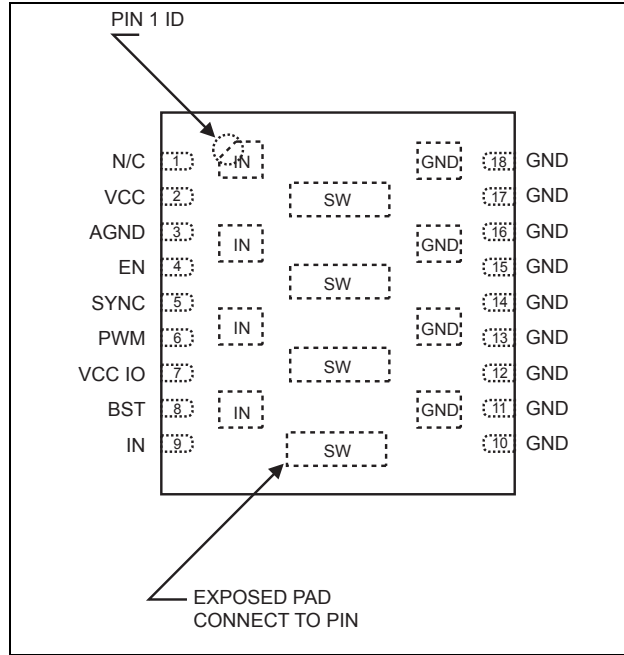 PIN 1 ID
N/C 1 IN GND 18 GND
VCC 2 SW 17 GND
AGND 3 IN GND 16 GND
EN 4 15 GND
SW
SYNC 5 14 GND
PWM 6 IN GND 13 GND
VCC IO 7 SW 12 GND
BST 8 IN GND 11 GND
IN 9 SW 10 GND
EXPOSED PAD
CONNECT TO PIN